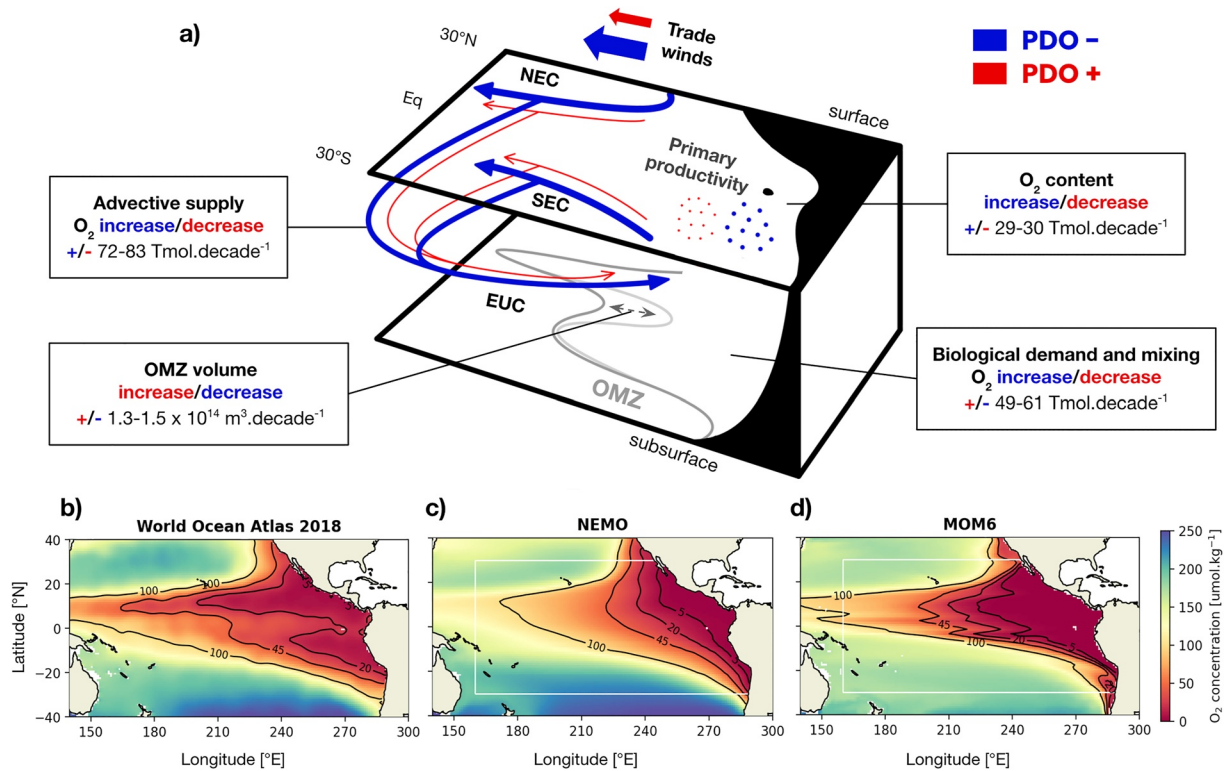 a)
30°N
Eq
30°S
Trade
winds
PDO −
PDO +
NEC
SEC
EUC
Primary
productivity
surface
OMZ
subsurface
Advective supply
O₂ increase/decrease
+/- 72-83 Tmol.decade⁻¹
O₂ content
increase/decrease
+/- 29-30 Tmol.decade⁻¹
OMZ volume
increase/decrease
+/- 1.3-1.5 x 10¹⁴ m³.decade⁻¹
Biological demand and mixing
O₂ increase/decrease
+/- 49-61 Tmol.decade⁻¹
b)
World Ocean Atlas 2018
40
20
0
−20
−40
Latitude [°N]
100
100
100
45
20
150
180
210
240
270
300
Longitude [°E]
c)
NEMO
5
20
45
100
150
180
210
240
270
300
Longitude [°E]
d)
MOM6
100
45
20
100
150
180
210
240
270
300
Longitude [°E]
250
200
150
100
50
0
O₂ concentration [umol.kg⁻¹]